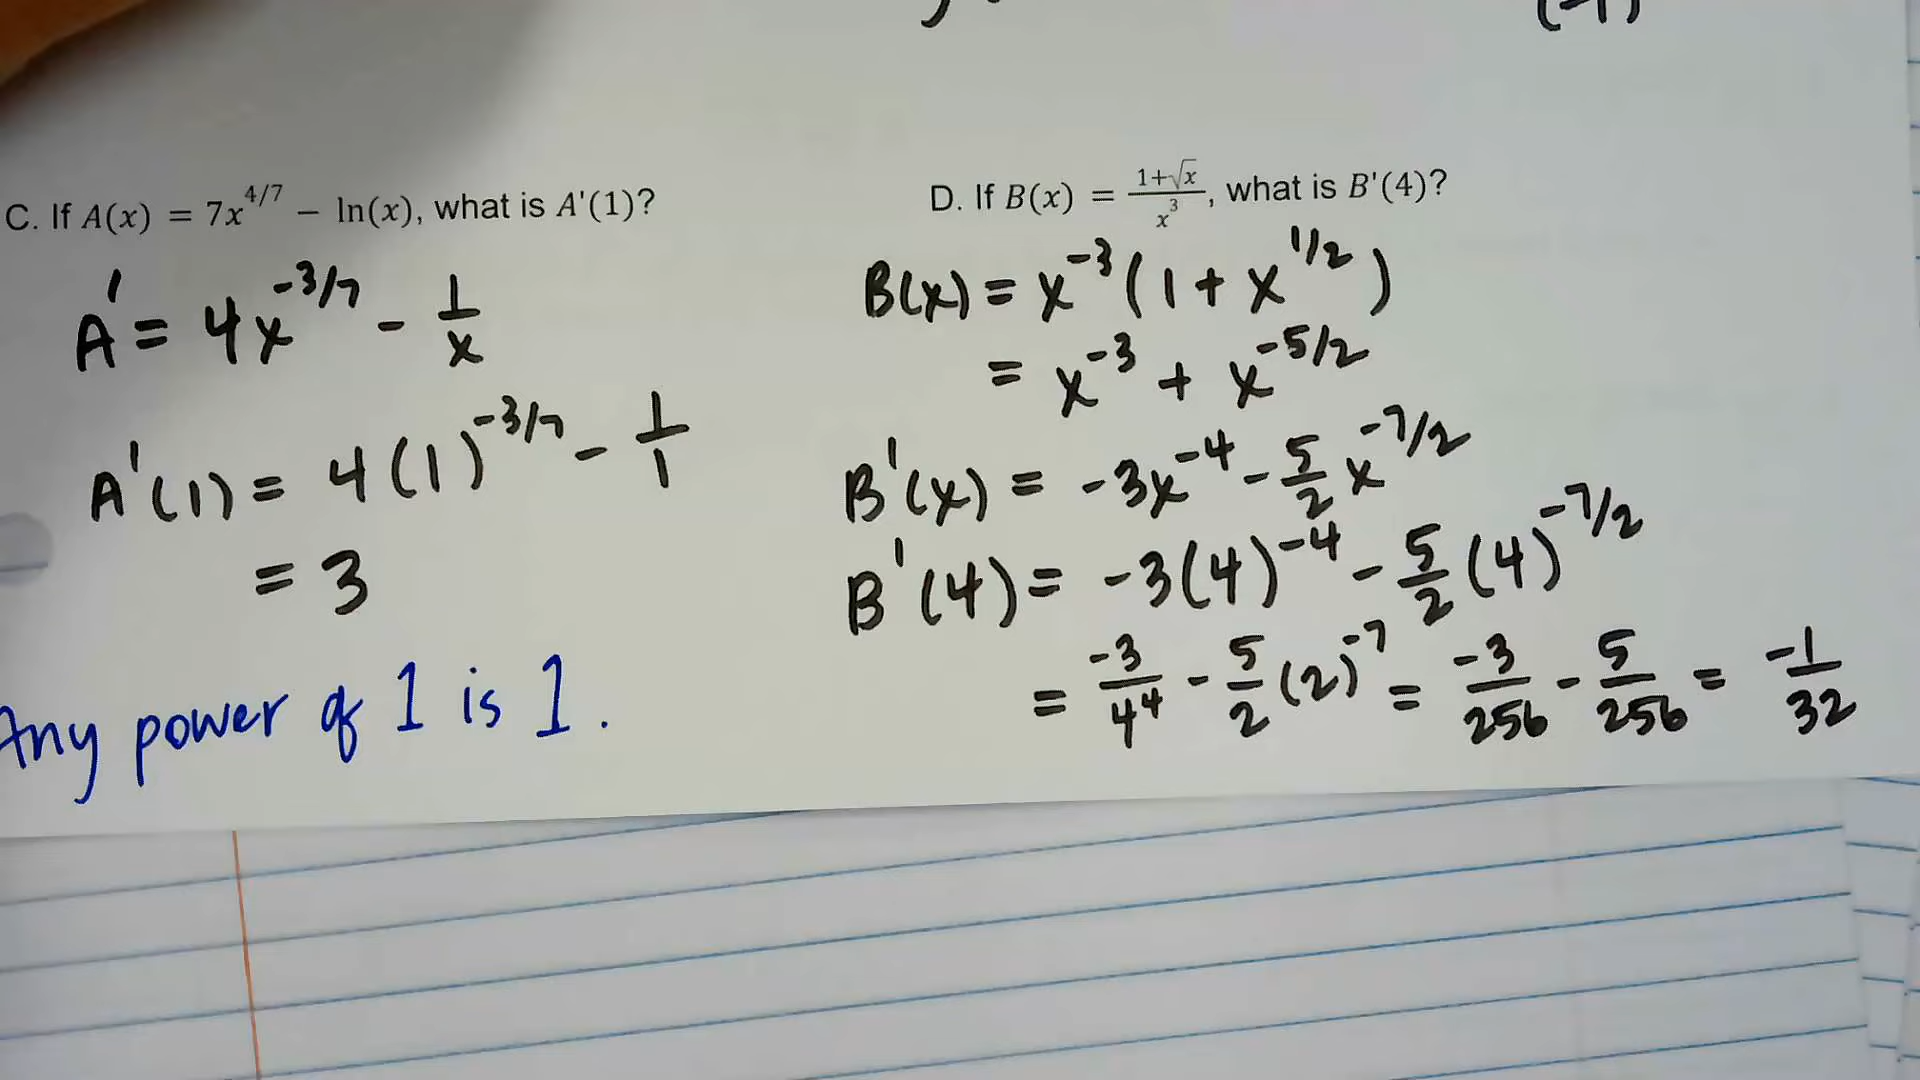 C. If A(x) = 7x^{4/7} − ln(x), what is A'(1)?
A' = 4x^{-3/7} - 1/x
A'(1) = 4(1)^{-3/7} - 1/1
= 3
Any power of 1 is 1.
D. If B(x) = (1+√x)/x^3, what is B'(4)?
B(x) = x^{-3}(1 + x^{1/2})
= x^{-3} + x^{-5/2}
B'(x) = -3x^{-4} - 5/2 x^{-7/2}
B'(4) = -3(4)^{-4} - 5/2 (4)^{-7/2}
= -3/4^4 - 5/2 (2)^{-7} = -3/256 - 5/256 = -1/32